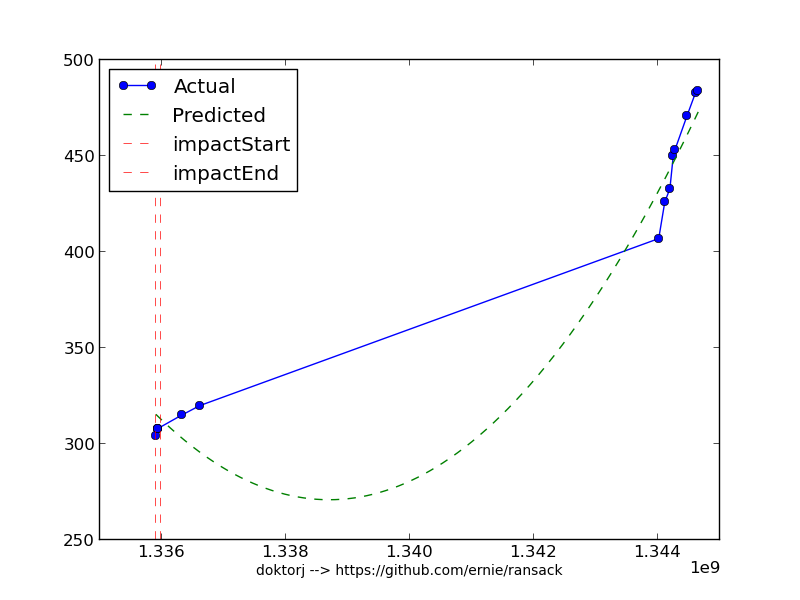 500
450
400
350
300
250
Actual
Predicted
impactStart
impactEnd
1.336 1.338 1.340 1.342 1.344
1e9
doktorj --> https://github.com/ernie/ransack